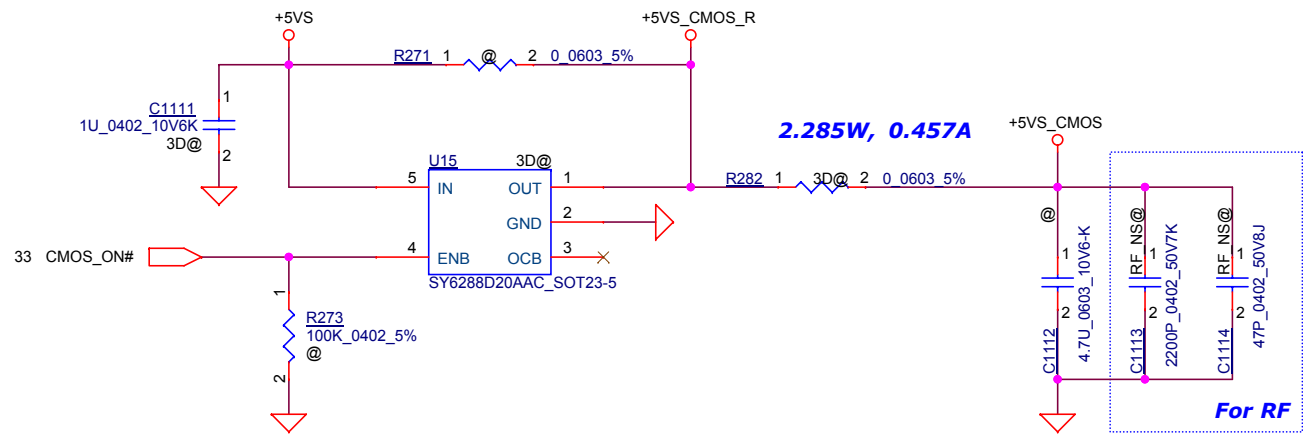 +5VS
+5VS_CMOS_R
R271 1 @ 2 0_0603_5%
1
C1111
1U_0402_10V6K
3D@
2
2.285W, 0.457A
+5VS_CMOS
U15 3D@
5 IN OUT 1
R282 1 3D@ 2 0_0603_5%
GND 2
33 CMOS_ON# 4 ENB OCB 3
SY6288D20AAC_SOT23-5
1
R273
100K_0402_5%
@
2
@
1
2
C1112
4.7U_0603_10V6-K
RF_NS@
1
2
C1113
2200P_0402_50V7K
RF_NS@
1
2
C1114
47P_0402_50V8J
For RF